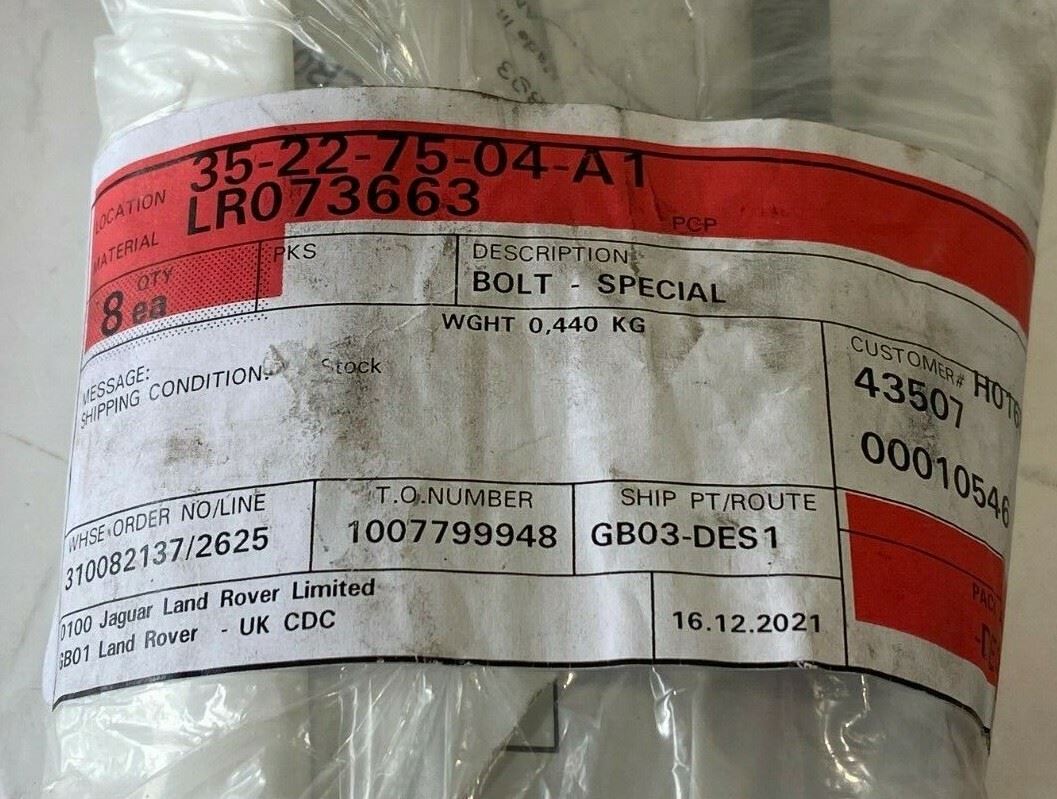 LOCATION 35-22-75-04-A1
MATERIAL LR073663 PCP
QTY PKS DESCRIPTION
8 ea BOLT - SPECIAL
WGHT 0,440 KG
MESSAGE:
SHIPPING CONDITION: Stock
CUSTOMER#
43507
00010546
WHSE ORDER NO/LINE T.O.NUMBER SHIP PT/ROUTE
310082137/2625 1007799948 GB03-DES1
0100 Jaguar Land Rover Limited
GB01 Land Rover - UK CDC
16.12.2021